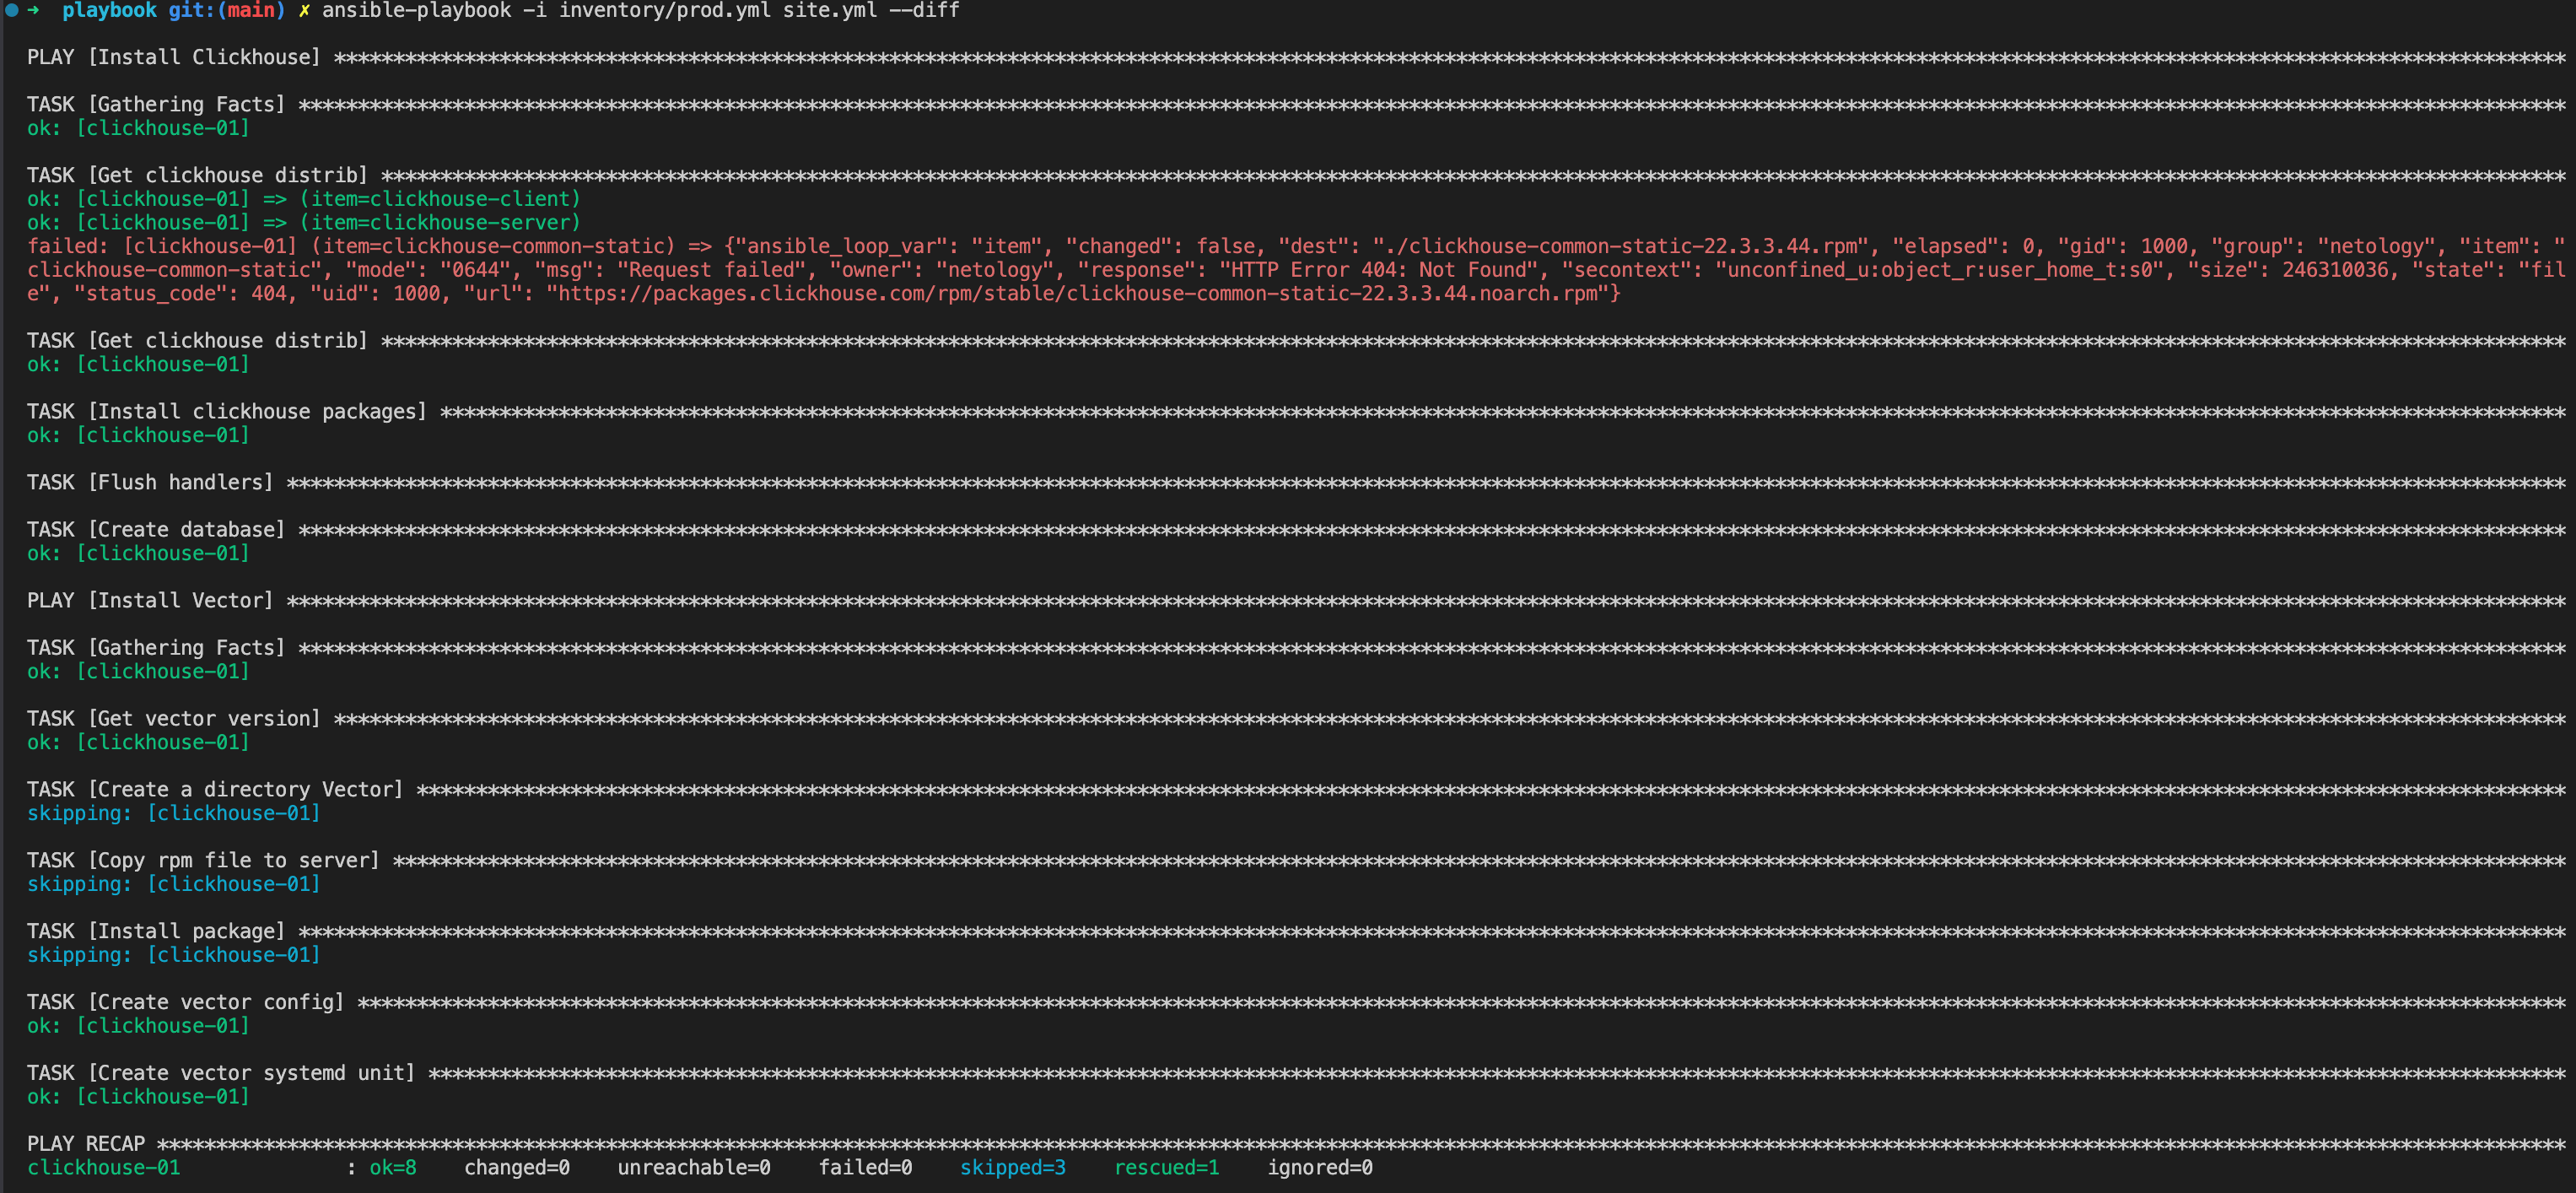 ➜  playbook git:(main) ✗ ansible-playbook -i inventory/prod.yml site.yml --diff
PLAY [Install Clickhouse] ***
TASK [Gathering Facts] ***
ok: [clickhouse-01]
TASK [Get clickhouse distrib] ***
ok: [clickhouse-01] => (item=clickhouse-client)
ok: [clickhouse-01] => (item=clickhouse-server)
failed: [clickhouse-01] (item=clickhouse-common-static) => {"ansible_loop_var": "item", "changed": false, "dest": "./clickhouse-common-static-22.3.3.44.rpm", "elapsed": 0, "gid": 1000, "group": "netology", "item": "
clickhouse-common-static", "mode": "0644", "msg": "Request failed", "owner": "netology", "response": "HTTP Error 404: Not Found", "secontext": "unconfined_u:object_r:user_home_t:s0", "size": 246310036, "state": "fil
e", "status_code": 404, "uid": 1000, "url": "https://packages.clickhouse.com/rpm/stable/clickhouse-common-static-22.3.3.44.noarch.rpm"}
TASK [Get clickhouse distrib] ***
ok: [clickhouse-01]
TASK [Install clickhouse packages] ***
ok: [clickhouse-01]
TASK [Flush handlers] ***
TASK [Create database] ***
ok: [clickhouse-01]
PLAY [Install Vector] ***
TASK [Gathering Facts] ***
ok: [clickhouse-01]
TASK [Get vector version] ***
ok: [clickhouse-01]
TASK [Create a directory Vector] ***
skipping: [clickhouse-01]
TASK [Copy rpm file to server] ***
skipping: [clickhouse-01]
TASK [Install package] ***
skipping: [clickhouse-01]
TASK [Create vector config] ***
ok: [clickhouse-01]
TASK [Create vector systemd unit] ***
ok: [clickhouse-01]
PLAY RECAP ***
clickhouse-01              : ok=8    changed=0    unreachable=0    failed=0    skipped=3    rescued=1    ignored=0